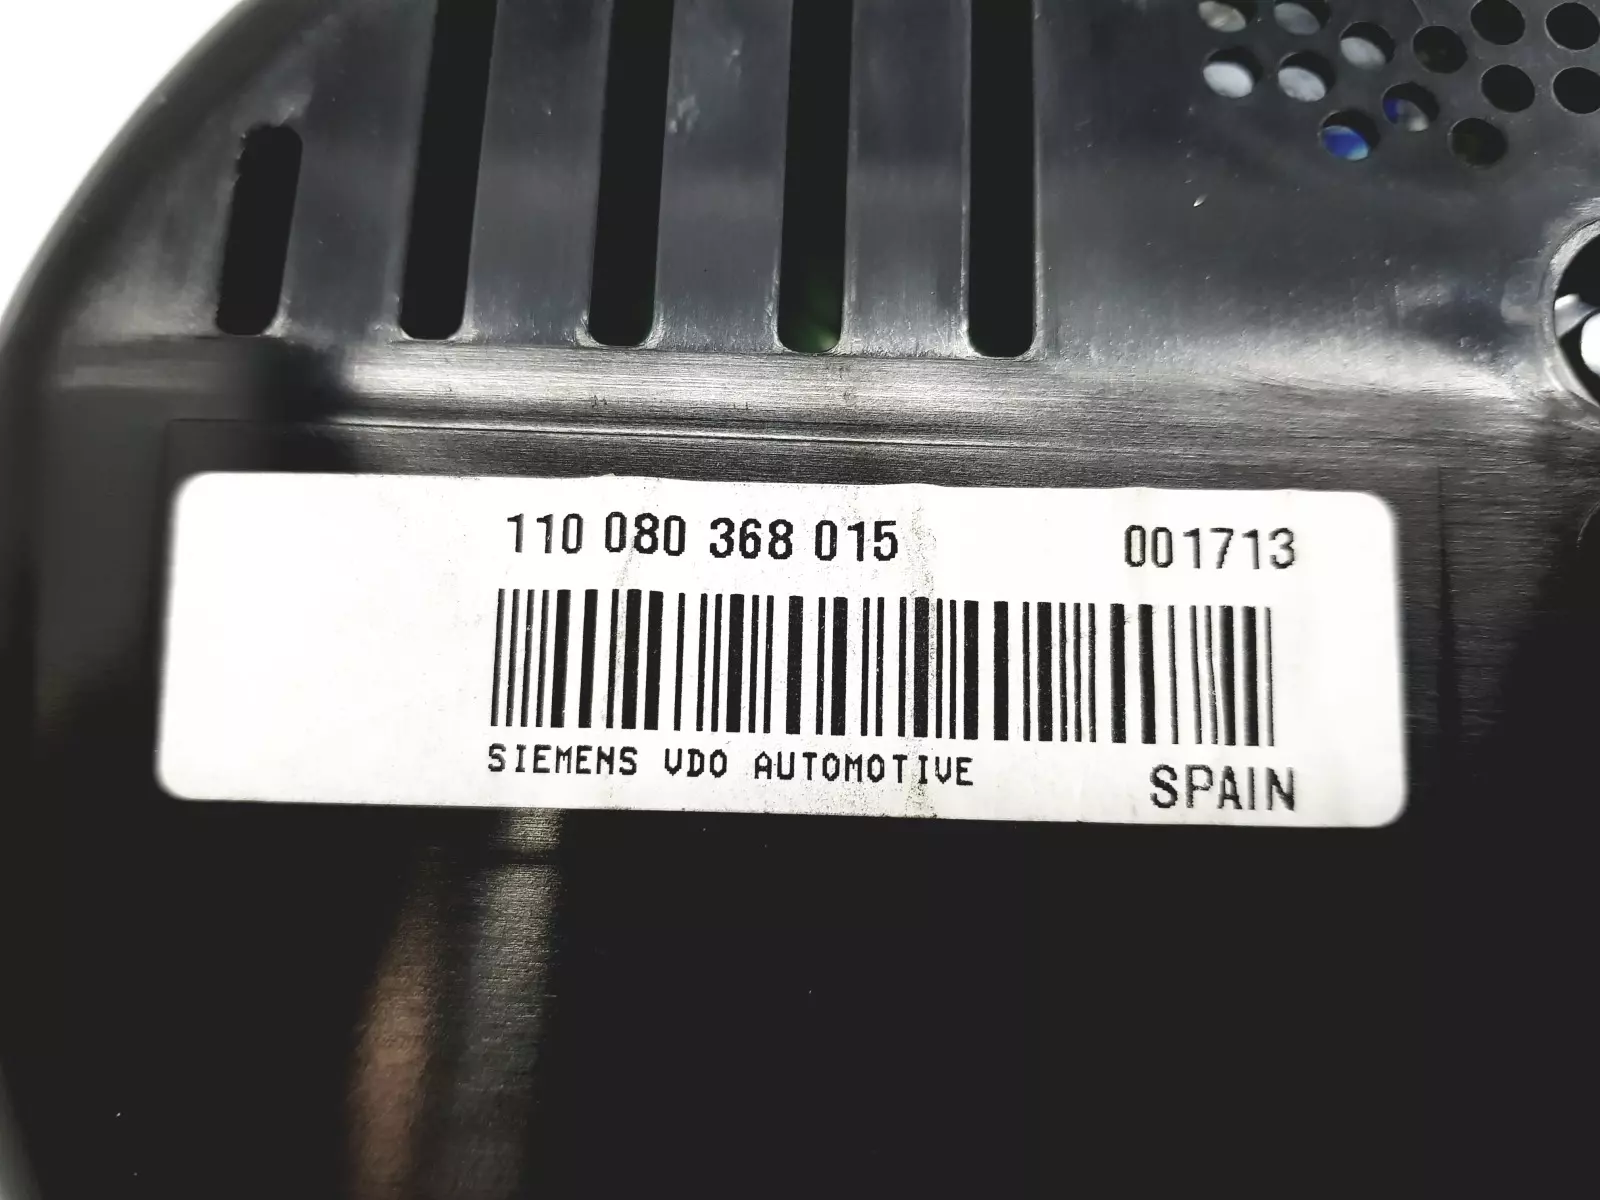 110 080 368 015 001713
SIEMENS VDO AUTOMOTIVE
SPAIN